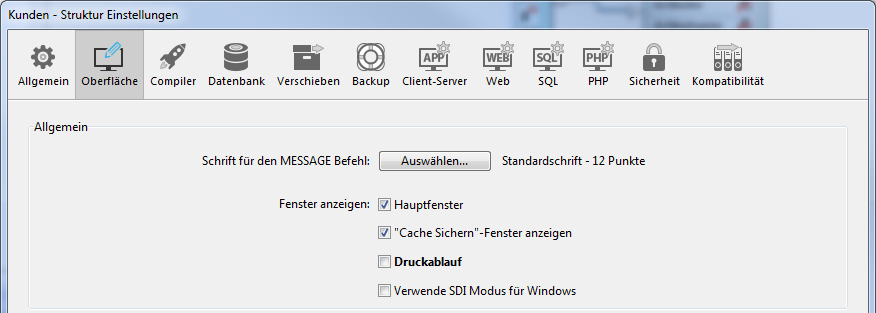 Kunden - Struktur Einstellungen
APP WEB SQL PHP
Allgemein Oberfläche Compiler Datenbank Verschieben Backup Client-Server Web SQL PHP Sicherheit Kompatibilität
Allgemein
Schrift für den MESSAGE Befehl: Auswählen... Standardschrift - 12 Punkte
Fenster anzeigen: Hauptfenster
"Cache Sichern"-Fenster anzeigen
Druckablauf
Verwende SDI Modus für Windows